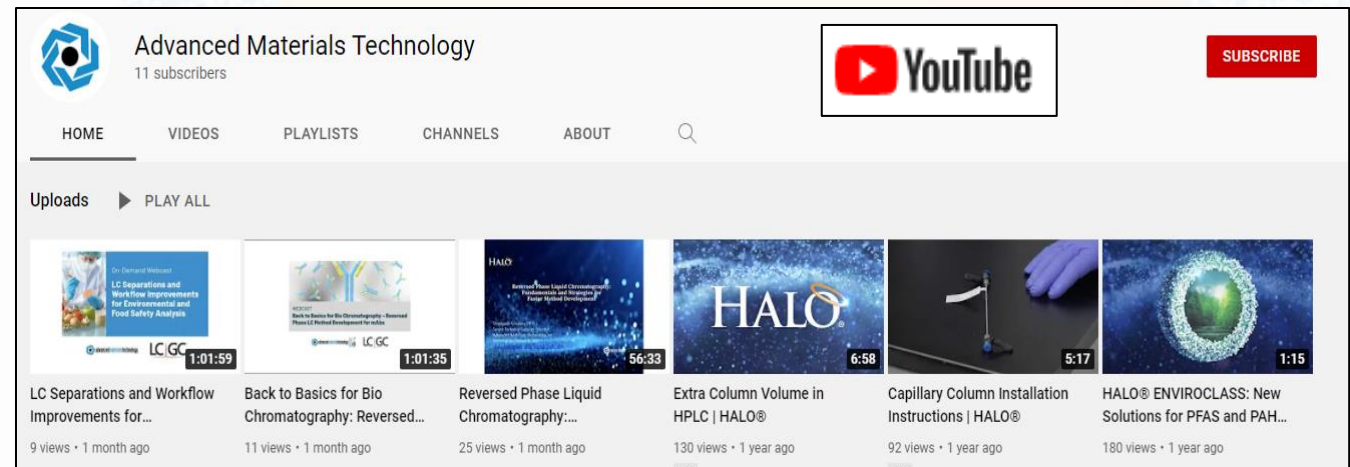 Advanced Materials Technology
11 subscribers
YouTube
SUBSCRIBE
HOME VIDEOS PLAYLISTS CHANNELS ABOUT
Uploads PLAY ALL
On-Demand Webcast
LC Separations and
Workflow Improvements
for Environmental and
Food Safety Analysis
LC|GC
1:01:59
WEBCAST
Back to Basics for Bio Chromatography – Reversed
Phase LC Method Development for mAbs
LC|GC
1:01:35
HALO
Reversed Phase Liquid Chromatography:
Fundamentals and Strategies for
Faster Method Development
56:33
HALO®
6:58
5:17
1:15
LC Separations and Workflow
Improvements for...
9 views • 1 month ago
Back to Basics for Bio
Chromatography: Reversed...
11 views • 1 month ago
Reversed Phase Liquid
Chromatography:...
25 views • 1 month ago
Extra Column Volume in
HPLC | HALO®
130 views • 1 year ago
Capillary Column Installation
Instructions | HALO®
92 views • 1 year ago
HALO® ENVIROCLASS: New
Solutions for PFAS and PAH...
180 views • 1 year ago